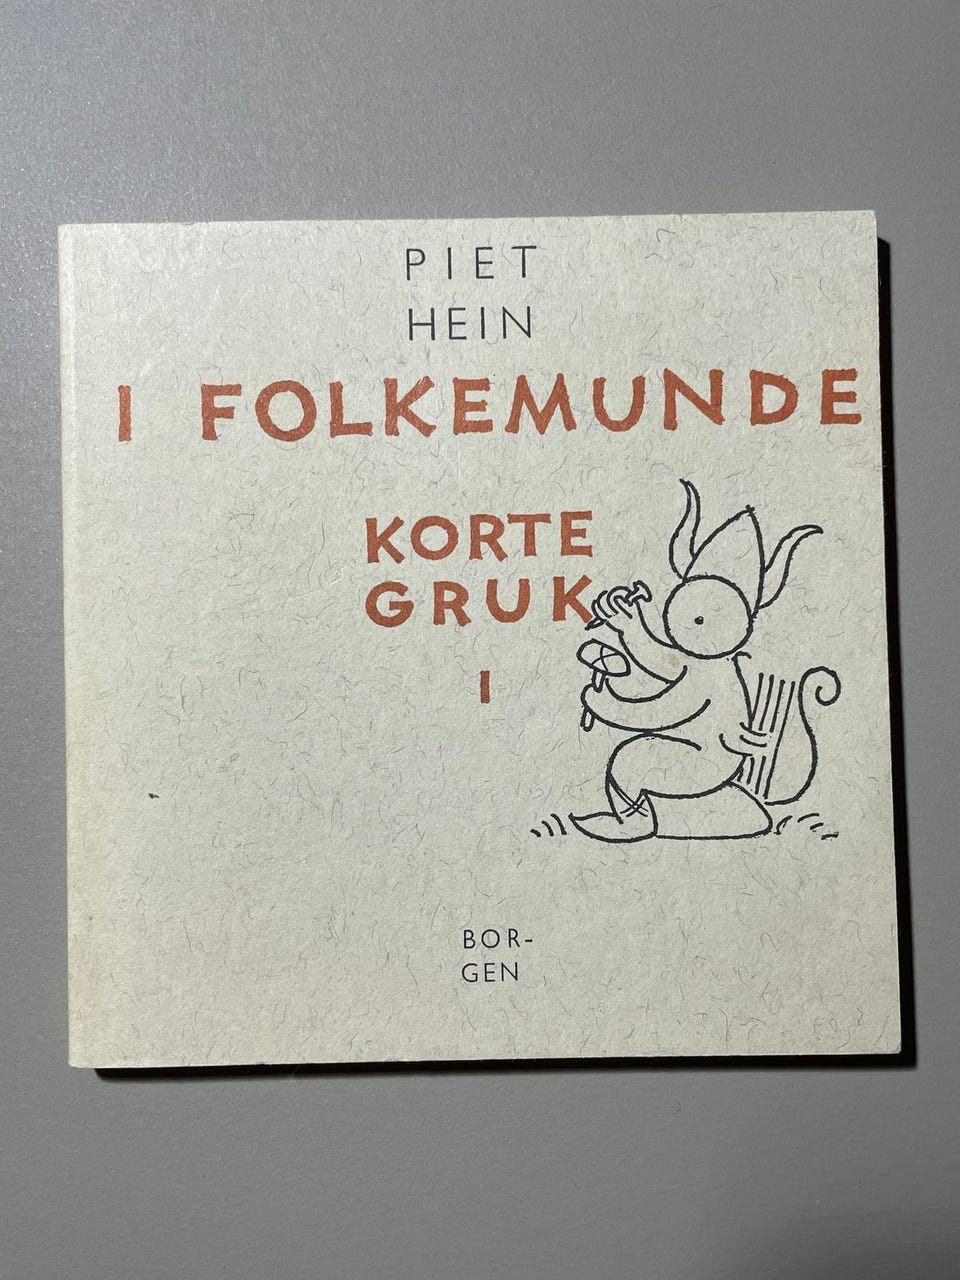 PIET
HEIN
I FOLKEMUNDE
KORTE
GRUK
I
BOR-
GEN